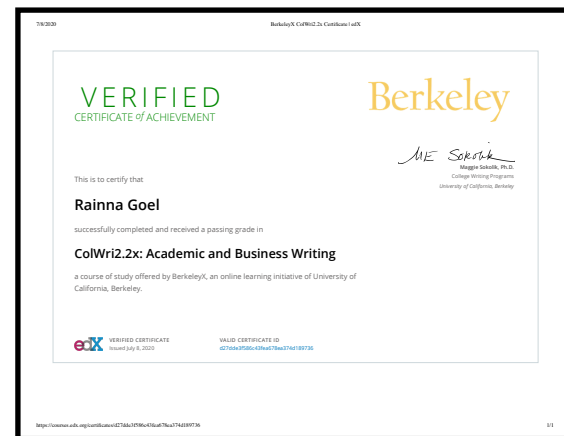 7/8/2020 BerkeleyX ColWri2.2x Certificate | edX
VERIFIED
CERTIFICATE of ACHIEVEMENT
Berkeley
ME Sokolik
Maggie Sokolik, Ph.D.
College Writing Programs
University of California, Berkeley
This is to certify that
Rainna Goel
successfully completed and received a passing grade in
ColWri2.2x: Academic and Business Writing
a course of study offered by BerkeleyX, an online learning initiative of University of
California, Berkeley.
edX
VERIFIED CERTIFICATE
Issued July 8, 2020
VALID CERTIFICATE ID
d27dde3f586c43fea678ea374d189736
https://courses.edx.org/certificates/d27dde3f586c43fea678ea374d189736 1/1